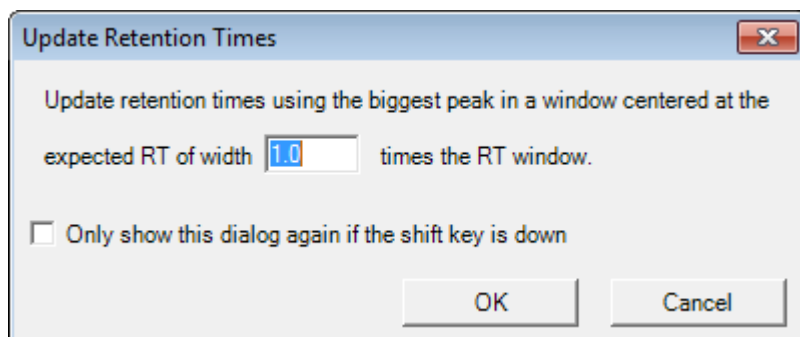 Update Retention Times
Update retention times using the biggest peak in a window centered at the
expected RT of width 1.0 times the RT window.
Only show this dialog again if the shift key is down
OK Cancel